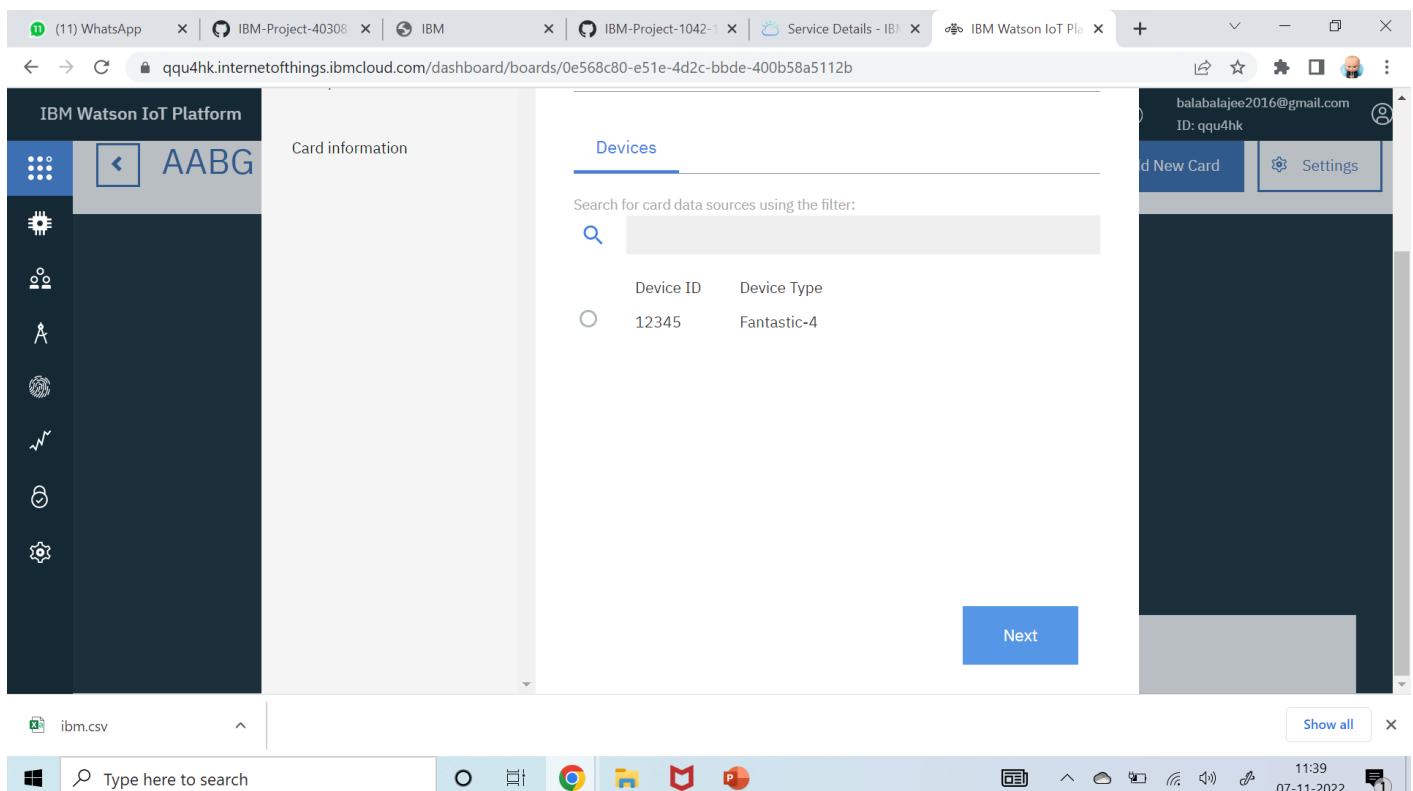 (11) WhatsApp
IBM-Project-40308-
IBM
IBM-Project-1042-1
Service Details - IBM
IBM Watson IoT Pla
qqu4hk.internetofthings.ibmcloud.com/dashboard/boards/0e568c80-e51e-4d2c-bbde-400b58a5112b
IBM Watson IoT Platform
balabalajee2016@gmail.com
ID: qqu4hk
AABG
Card information
Devices
d New Card
Settings
Search for card data sources using the filter:
Device ID Device Type
12345 Fantastic-4
Next
ibm.csv
Show all
Type here to search
11:39
07-11-2022
1